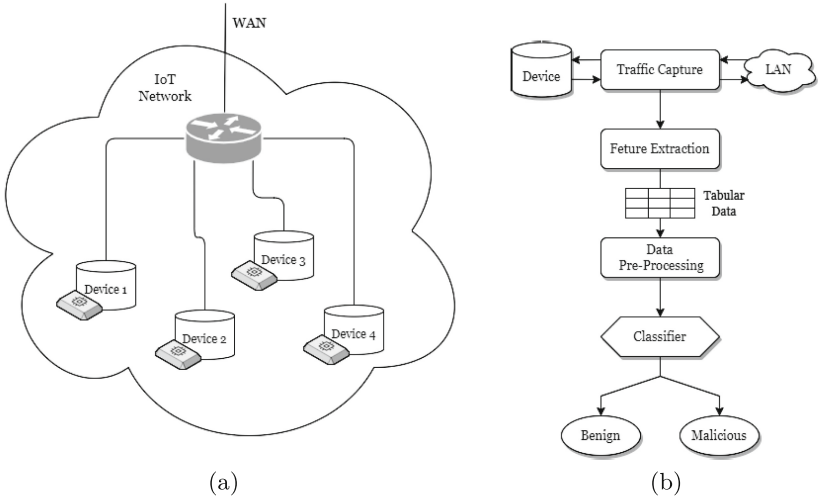 WAN
IoT
Network
Device 1
Device 2
Device 3
Device 4
(a)
Device
Traffic Capture
LAN
Feture Extraction
Tabular
Data
Data
Pre-Processing
Classifier
Benign
Malicious
(b)